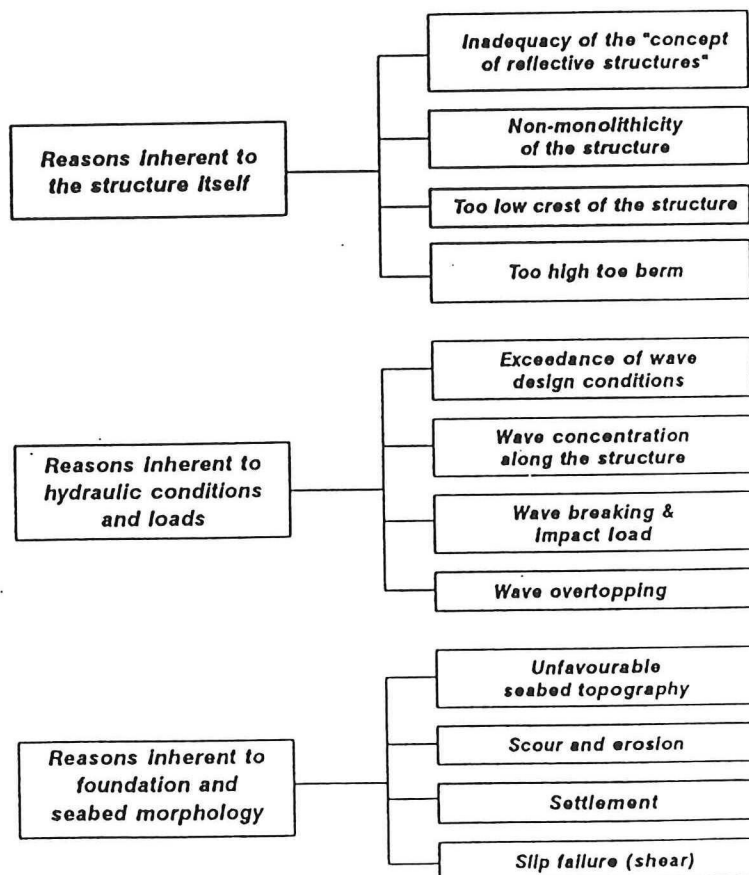 Reasons inherent to
the structure itself
Inadequacy of the "concept
of reflective structures"
Non-monolithicity
of the structure
Too low crest of the structure
Too high toe berm
Reasons inherent to
hydraulic conditions
and loads
Exceedance of wave
design conditions
Wave concentration
along the structure
Wave breaking &
Impact load
Wave overtopping
Reasons inherent to
foundation and
seabed morphology
Unfavourable
seabed topography
Scour and erosion
Settlement
Slip failure (shear)